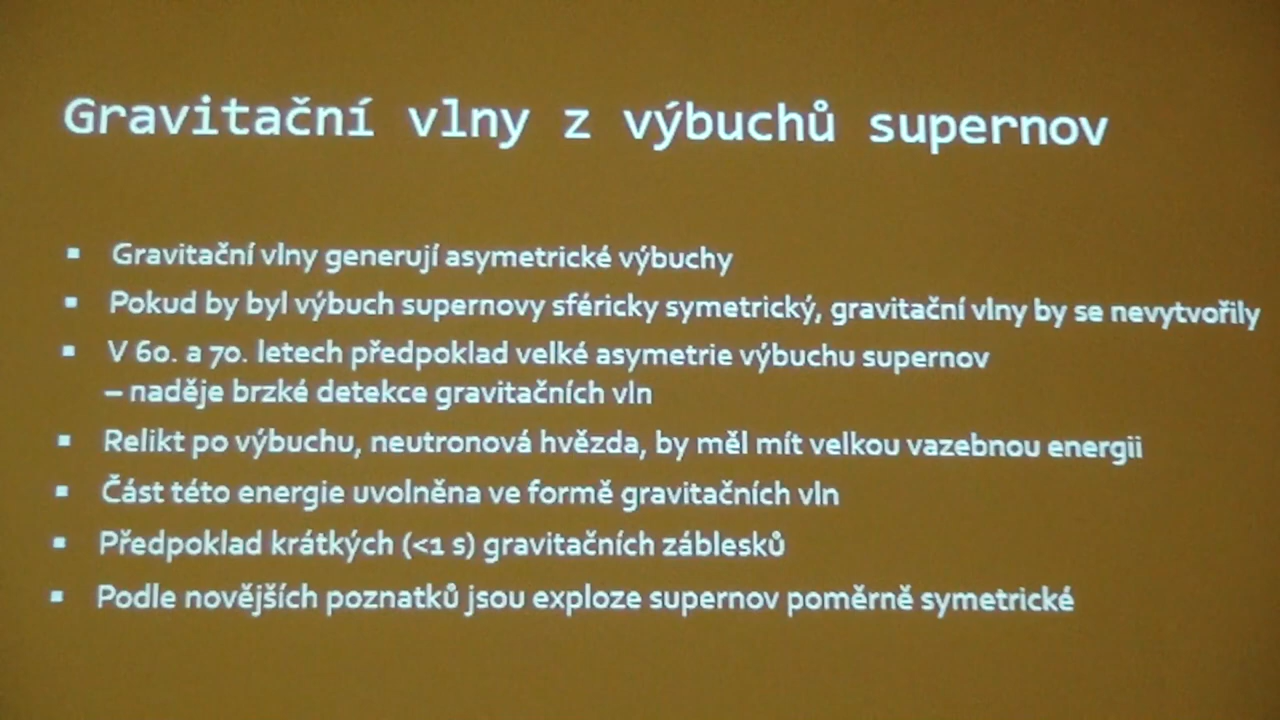 Gravitační vlny z výbuchů supernov
▪ Gravitační vlny generují asymetrické výbuchy
▪ Pokud by byl výbuch supernovy sféricky symetrický, gravitační vlny by se nevytvořily
▪ V 60. a 70. letech předpoklad velké asymetrie výbuchu supernov
– naděje brzké detekce gravitačních vln
▪ Relikt po výbuchu, neutronová hvězda, by měl mít velkou vazebnou energii
▪ Část této energie uvolněna ve formě gravitačních vln
▪ Předpoklad krátkých (<1 s) gravitačních záblesků
▪ Podle novějších poznatků jsou exploze supernov poměrně symetrické